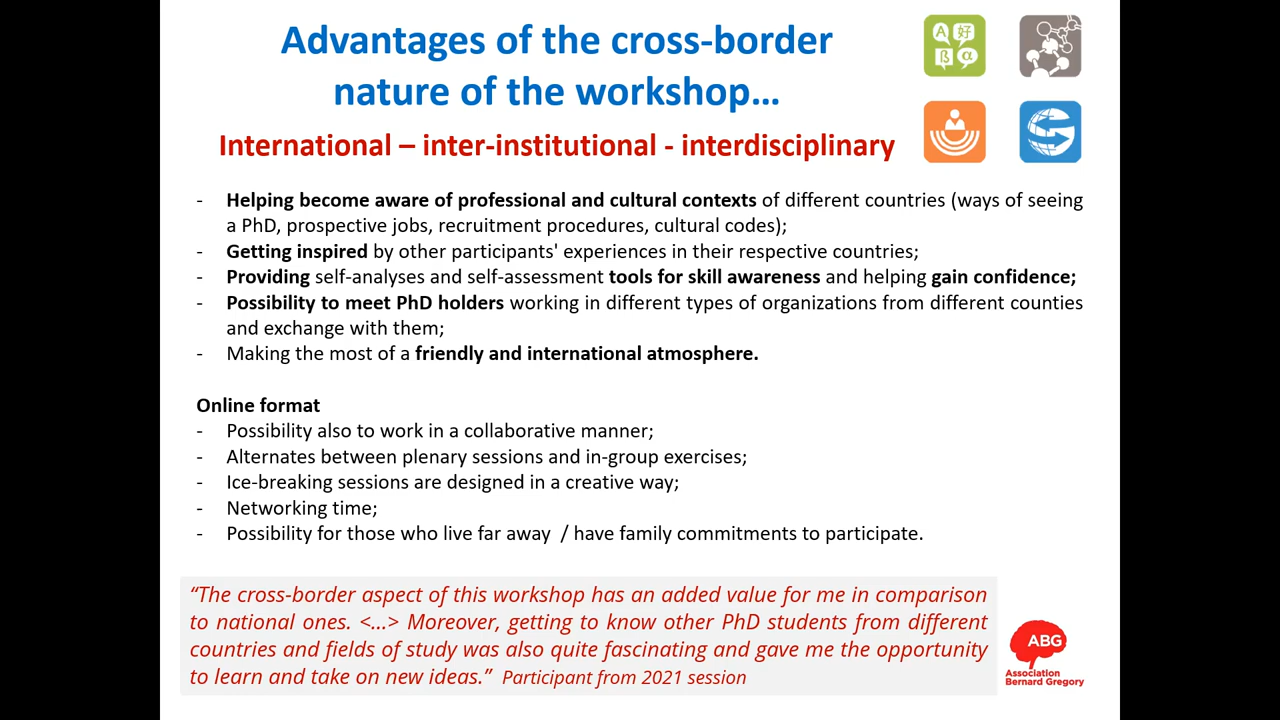 Advantages of the cross-border
nature of the workshop...
International – inter-institutional - interdisciplinary
- Helping become aware of professional and cultural contexts of different countries (ways of seeing
a PhD, prospective jobs, recruitment procedures, cultural codes);
- Getting inspired by other participants' experiences in their respective countries;
- Providing self-analyses and self-assessment tools for skill awareness and helping gain confidence;
- Possibility to meet PhD holders working in different types of organizations from different counties
and exchange with them;
- Making the most of a friendly and international atmosphere.
Online format
- Possibility also to work in a collaborative manner;
- Alternates between plenary sessions and in-group exercises;
- Ice-breaking sessions are designed in a creative way;
- Networking time;
- Possibility for those who live far away / have family commitments to participate.
“The cross-border aspect of this workshop has an added value for me in comparison
to national ones. <...> Moreover, getting to know other PhD students from different
countries and fields of study was also quite fascinating and gave me the opportunity
to learn and take on new ideas.” Participant from 2021 session
A 好
ß α
ABG
Association
Bernard Gregory